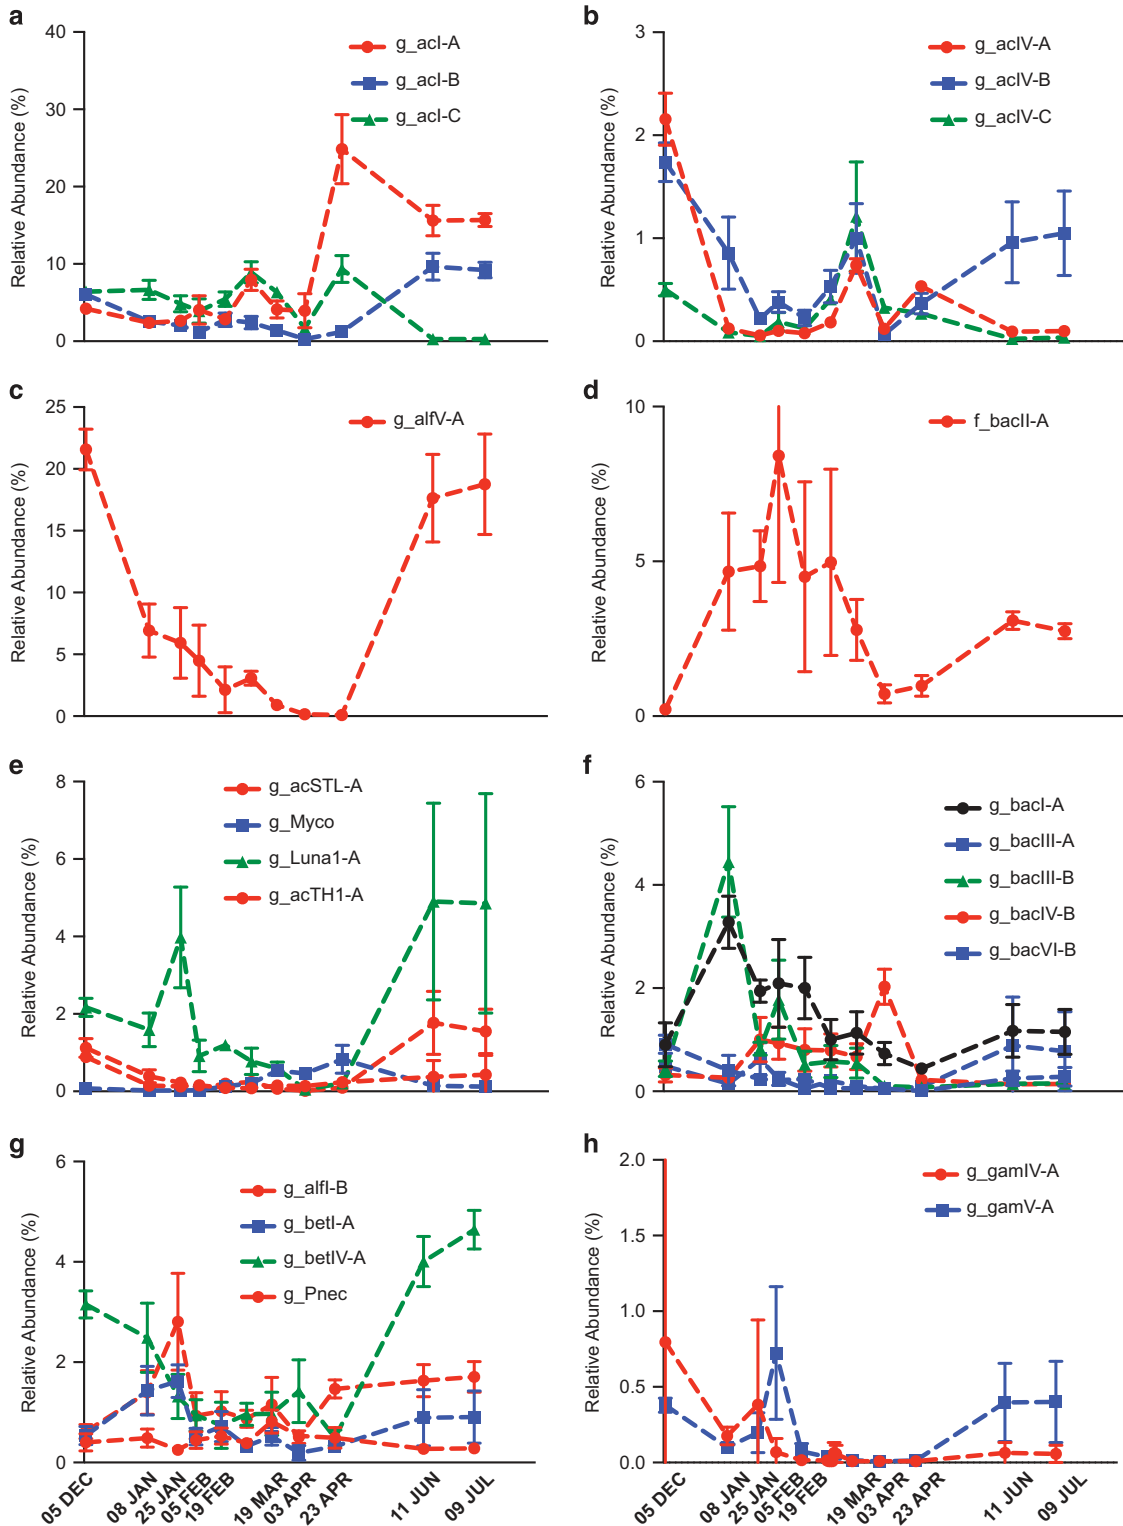 a
40
30
20
10
0
Relative Abundance (%)
g_acI-A
g_acI-B
g_acI-C
b
3
2
1
0
Relative Abundance (%)
g_acIV-A
g_acIV-B
g_acIV-C
c
25
20
15
10
5
0
Relative Abundance (%)
g_alfV-A
d
10
5
0
Relative Abundance (%)
f_bacII-A
e
8
6
4
2
0
Relative Abundance (%)
g_acSTL-A
g_Myco
g_Luna1-A
g_acTH1-A
f
6
4
2
0
Relative Abundance (%)
g_bacI-A
g_bacIII-A
g_bacIII-B
g_bacIV-B
g_bacVI-B
g
6
4
2
0
Relative Abundance (%)
g_alfI-B
g_betI-A
g_betIV-A
g_Pnec
05 DEC
08 JAN
25 JAN
05 FEB
19 FEB
19 MAR
03 APR
23 APR
11 JUN
09 JUL
h
2.0
1.5
1.0
0.5
0.0
Relative Abundance (%)
g_gamIV-A
g_gamV-A
05 DEC
08 JAN
25 JAN
05 FEB
19 FEB
19 MAR
03 APR
23 APR
11 JUN
09 JUL